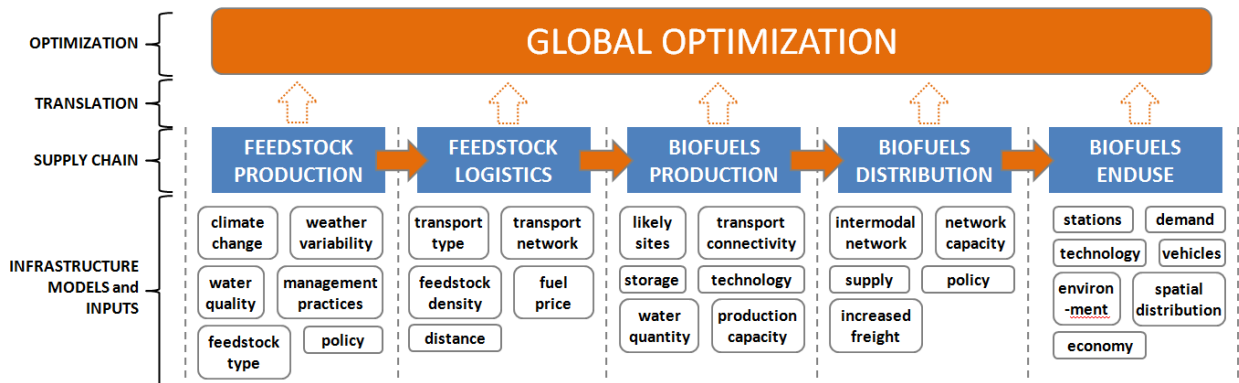 OPTIMIZATION
GLOBAL OPTIMIZATION
TRANSLATION
SUPPLY CHAIN
FEEDSTOCK
PRODUCTION
FEEDSTOCK
LOGISTICS
BIOFUELS
PRODUCTION
BIOFUELS
DISTRIBUTION
BIOFUELS
ENDUSE
INFRASTRUCTURE
MODELS and
INPUTS
climate
change
weather
variability
water
quality
management
practices
feedstock
type
policy
transport
type
transport
network
feedstock
density
fuel
price
distance
likely
sites
transport
connectivity
storage
technology
water
quantity
production
capacity
intermodal
network
network
capacity
supply
policy
increased
freight
stations
demand
technology
vehicles
environ
-ment
spatial
distribution
economy